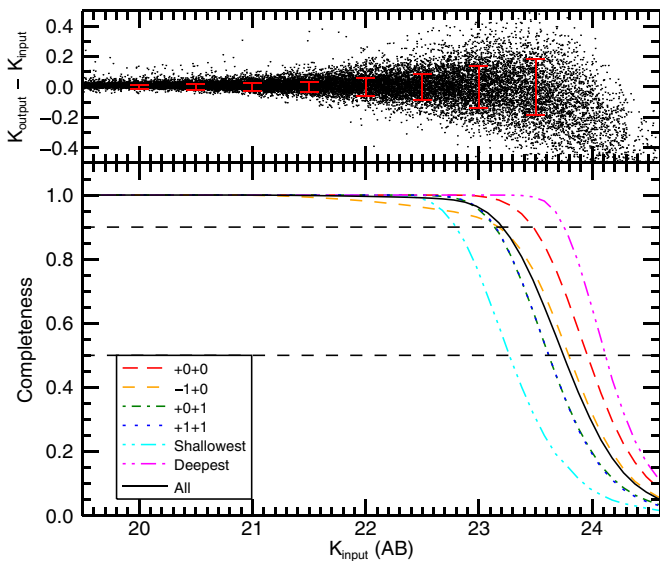 K_output − K_input
0.4
0.2
0.0
−0.2
−0.4
Completeness
1.0
0.8
0.6
0.4
0.2
0.0
+0+0
−1+0
+0+1
+1+1
Shallowest
Deepest
All
20 21 22 23 24
K_input (AB)